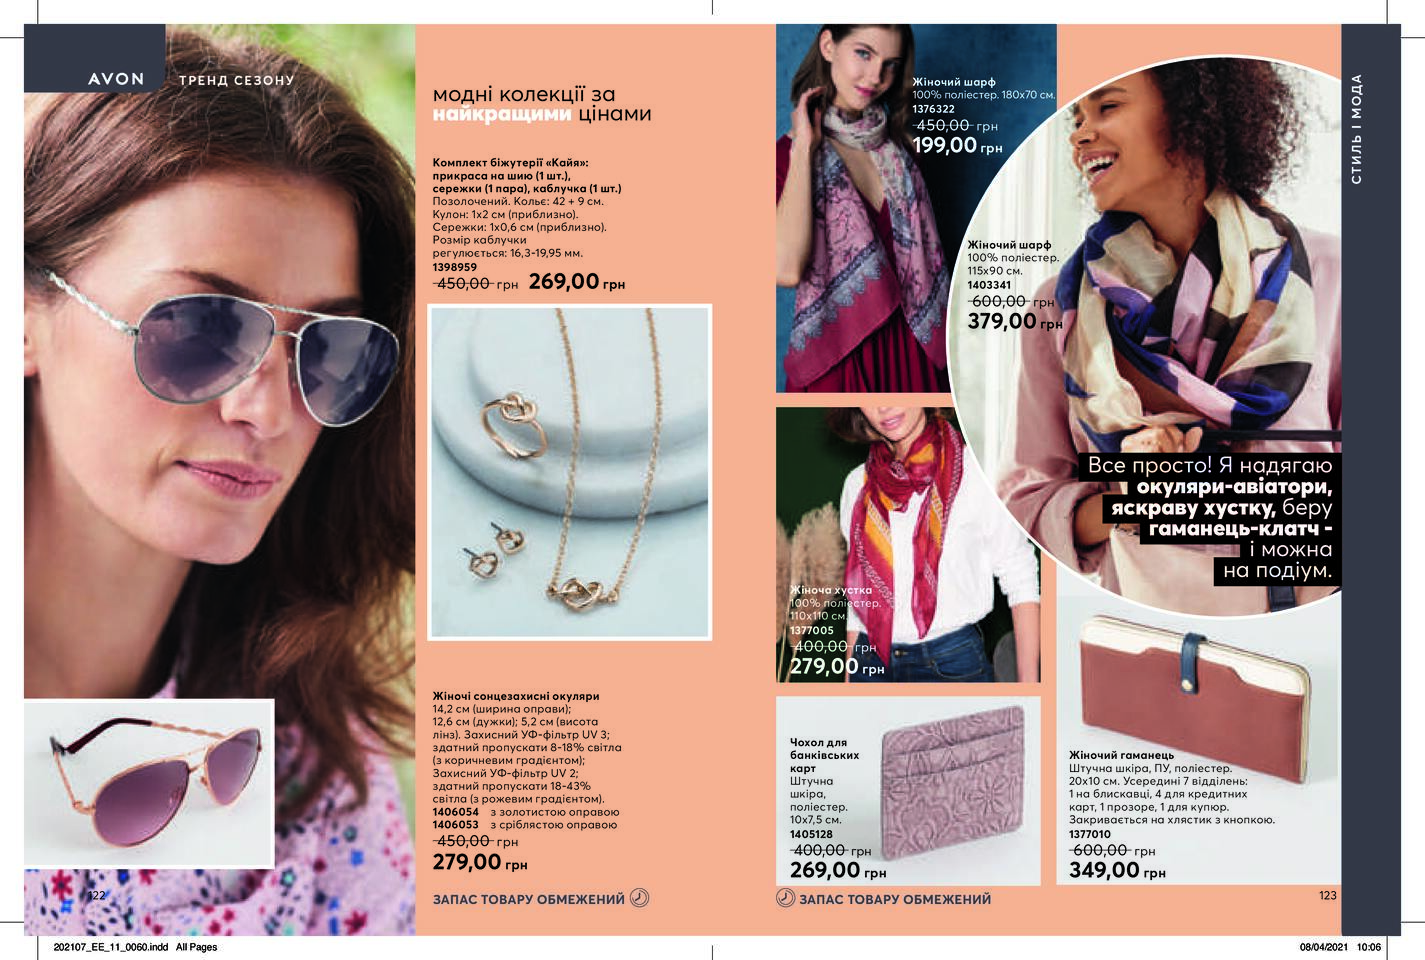 AVON
ТРЕНД СЕЗОНУ
модні колекції за
найкращими цінами
Комплект біжутерії «Кайя»:
прикраса на шию (1 шт.),
сережки (1 пара), каблучка (1 шт.)
Позолочений. Кольє: 42 + 9 см.
Кулон: 1х2 см (приблизно).
Сережки: 1х0,6 см (приблизно).
Розмір каблучки
регулюється: 16,3-19,95 мм.
1398959
450,00 грн 269,00 грн
Жіночі сонцезахисні окуляри
14,2 см (ширина оправи);
12,6 см (дужки); 5,2 см (висота
лінз). Захисний УФ-фільтр UV 3;
здатний пропускати 8-18% світла
(з коричневим градієнтом);
Захисний УФ-фільтр UV 2;
здатний пропускати 18-43%
світла (з рожевим градієнтом).
1406054 з золотистою оправою
1406053 з сріблястою оправою
450,00 грн
279,00 грн
ЗАПАС ТОВАРУ ОБМЕЖЕНИЙ
122
Жіночий шарф
100% поліестер. 180х70 см.
1376322
450,00 грн
199,00 грн
Жіночий шарф
100% поліестер.
115х90 см.
1403341
600,00 грн
379,00 грн
СТИЛЬ І МОДА
Все просто! Я надягаю
окуляри-авіатори,
яскраву хустку, беру
гаманець-клатч -
і можна
на подіум.
Жіноча хустка
100% поліестер.
110х110 см.
1377005
400,00 грн
279,00 грн
Чохол для
банківських
карт
Штучна
шкіра,
поліестер.
10х7,5 см.
1405128
400,00 грн
269,00 грн
Жіночий гаманець
Штучна шкіра, ПУ, поліестер.
20х10 см. Усередині 7 відділень:
1 на блискавці, 4 для кредитних
карт, 1 прозоре, 1 для купюр.
Закривається на хлястик з кнопкою.
1377010
600,00 грн
349,00 грн
ЗАПАС ТОВАРУ ОБМЕЖЕНИЙ
123
202107_EE_11_0060.indd All Pages
08/04/2021 10:06